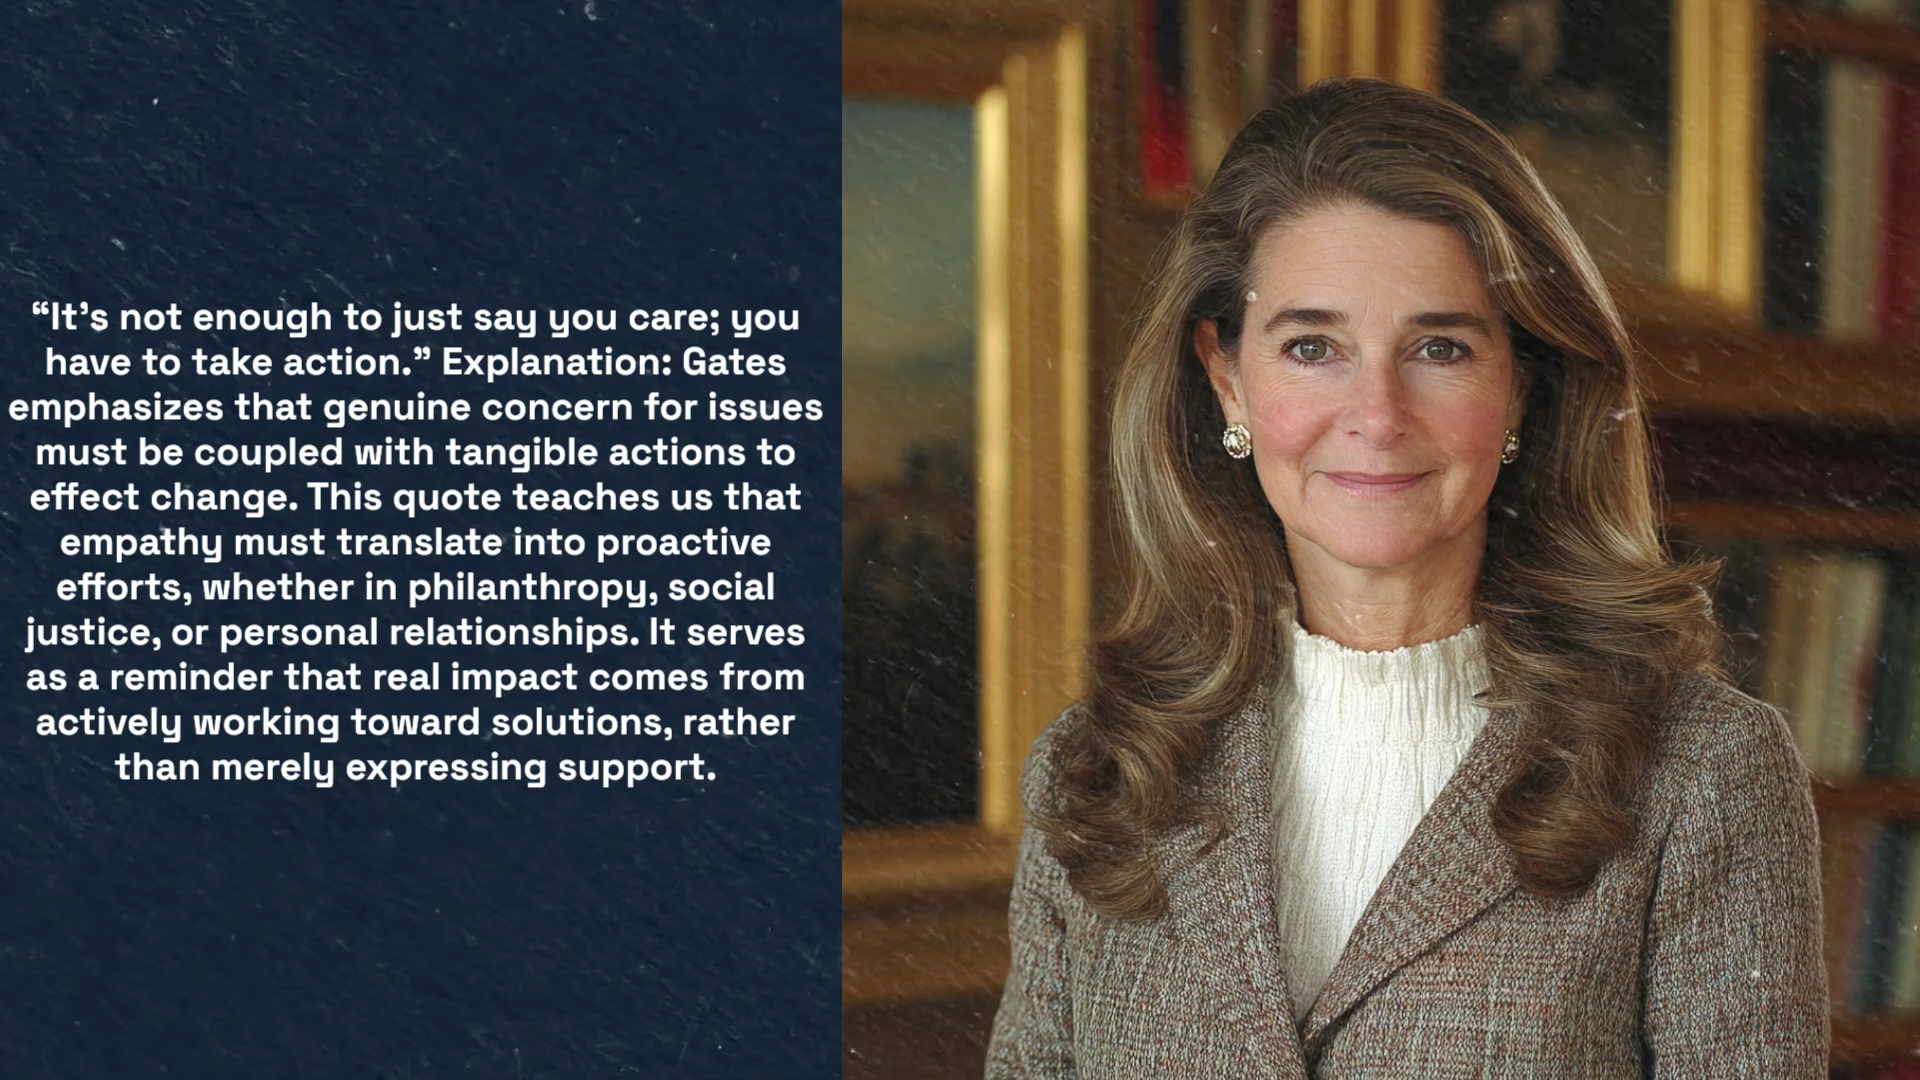 “It’s not enough to just say you care; you
have to take action.” Explanation: Gates
emphasizes that genuine concern for issues
must be coupled with tangible actions to
effect change. This quote teaches us that
empathy must translate into proactive
efforts, whether in philanthropy, social
justice, or personal relationships. It serves
as a reminder that real impact comes from
actively working toward solutions, rather
than merely expressing support.